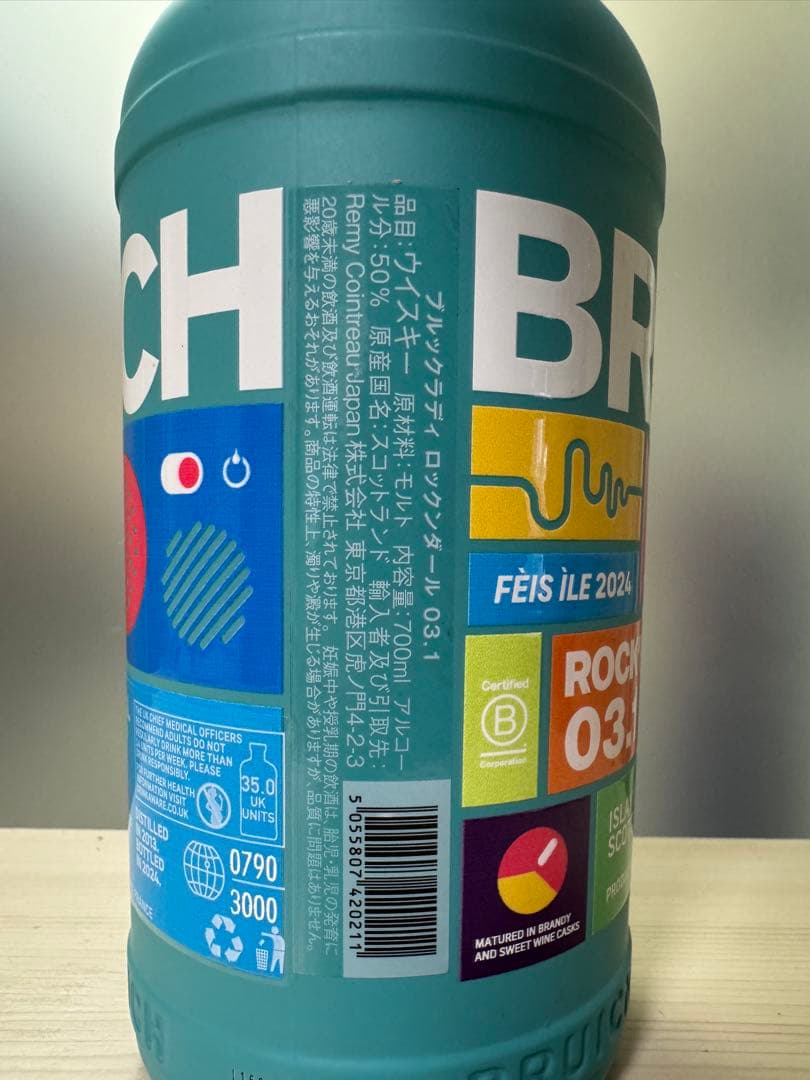 CH
BR
ブルックラディ ロックンダール 03.1
品目：ウイスキー 原材料：モルト 内容量：700ml アルコー
ル分：50% 原産国名：スコットランド 輸入者及び引取先：
Remy Cointreau Japan 株式会社 東京都港区虎ノ門4-2-3
20歳未満の飲酒及び飲酒運転は法律で禁止されております。 妊娠中や授乳期の飲酒は、胎児・乳児の発育に
悪影響を与えるおそれがあります。商品の特性上、濁りや澱が生じる場合がありますが、品質に問題はありません。
5 055807 420211
THE UK CHIEF MEDICAL OFFICERS
RECOMMEND ADULTS DO NOT
REGULARLY DRINK MORE THAN
14 UNITS PER WEEK. PLEASE
DRINK RESPONSIBLY.
FOR FURTHER HEALTH
INFORMATION VISIT
DRINKAWARE.CO.UK
35.0
UK
UNITS
DISTILLED
IN 2013.
BOTTLED
IN 2024.
0790
3000
FRANCE
FÈIS ÌLE 2024
Certified
B
Corporation
ROCK
03.1
MATURED IN BRANDY
AND SWEET WINE CASKS
ISLA
SCO
PROD
CH
BRUICH